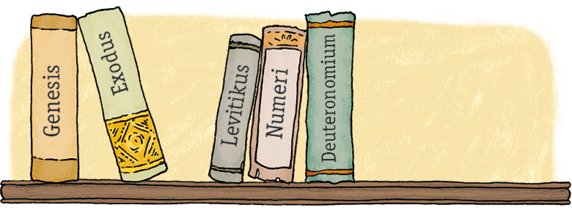 Genesis
Exodus
Levitikus
Numeri
Deuteronomium